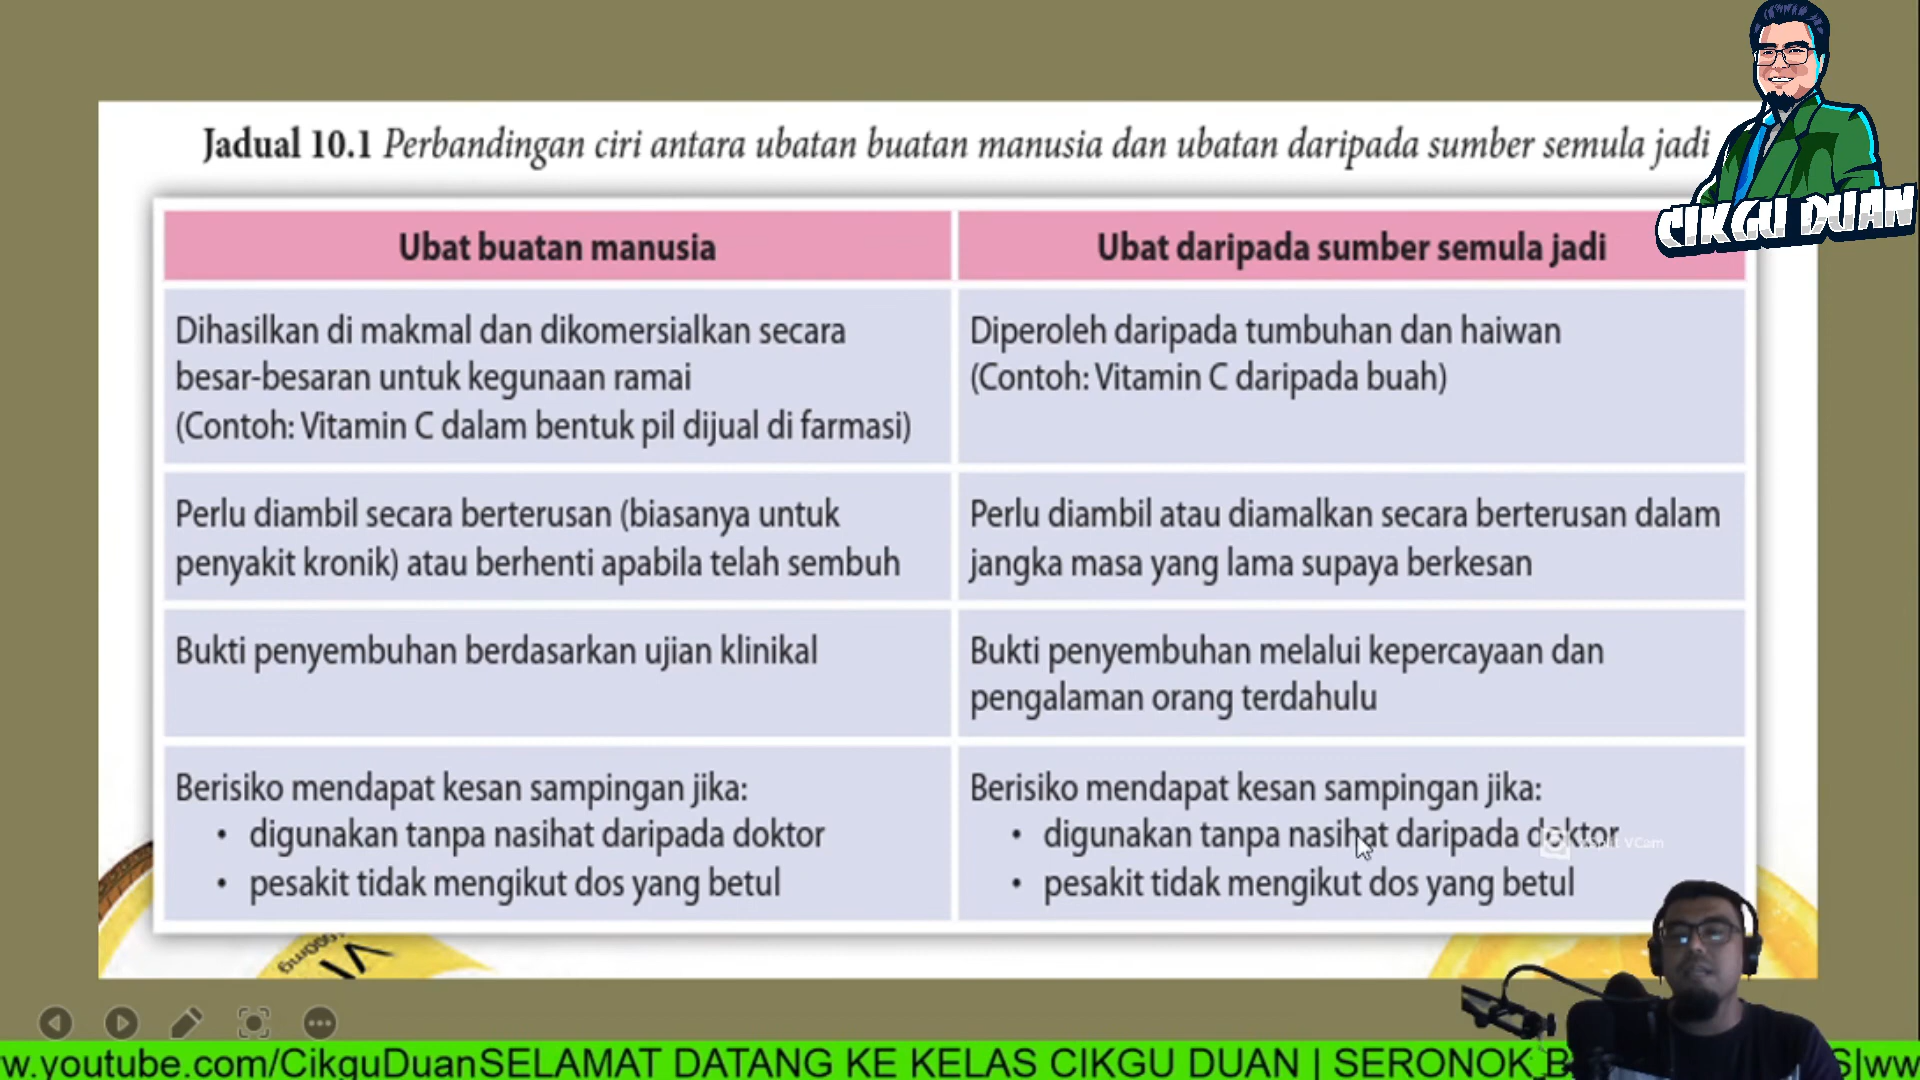 Jadual 10.1 Perbandingan ciri antara ubatan buatan manusia dan ubatan daripada sumber semula jadi
CIKGU DUAN
Ubat buatan manusia
Ubat daripada sumber semula jadi
Dihasilkan di makmal dan dikomersialkan secara
besar-besaran untuk kegunaan ramai
(Contoh: Vitamin C dalam bentuk pil dijual di farmasi)
Diperoleh daripada tumbuhan dan haiwan
(Contoh: Vitamin C daripada buah)
Perlu diambil secara berterusan (biasanya untuk
penyakit kronik) atau berhenti apabila telah sembuh
Perlu diambil atau diamalkan secara berterusan dalam
jangka masa yang lama supaya berkesan
Bukti penyembuhan berdasarkan ujian klinikal
Bukti penyembuhan melalui kepercayaan dan
pengalaman orang terdahulu
Berisiko mendapat kesan sampingan jika:
• digunakan tanpa nasihat daripada doktor
• pesakit tidak mengikut dos yang betul
Berisiko mendapat kesan sampingan jika:
• digunakan tanpa nasihat daripada doktor
• pesakit tidak mengikut dos yang betul
VCam
VI
w.youtube.com/CikguDuanSELAMAT DATANG KE KELAS CIKGU DUAN | SERONOK B S|ww